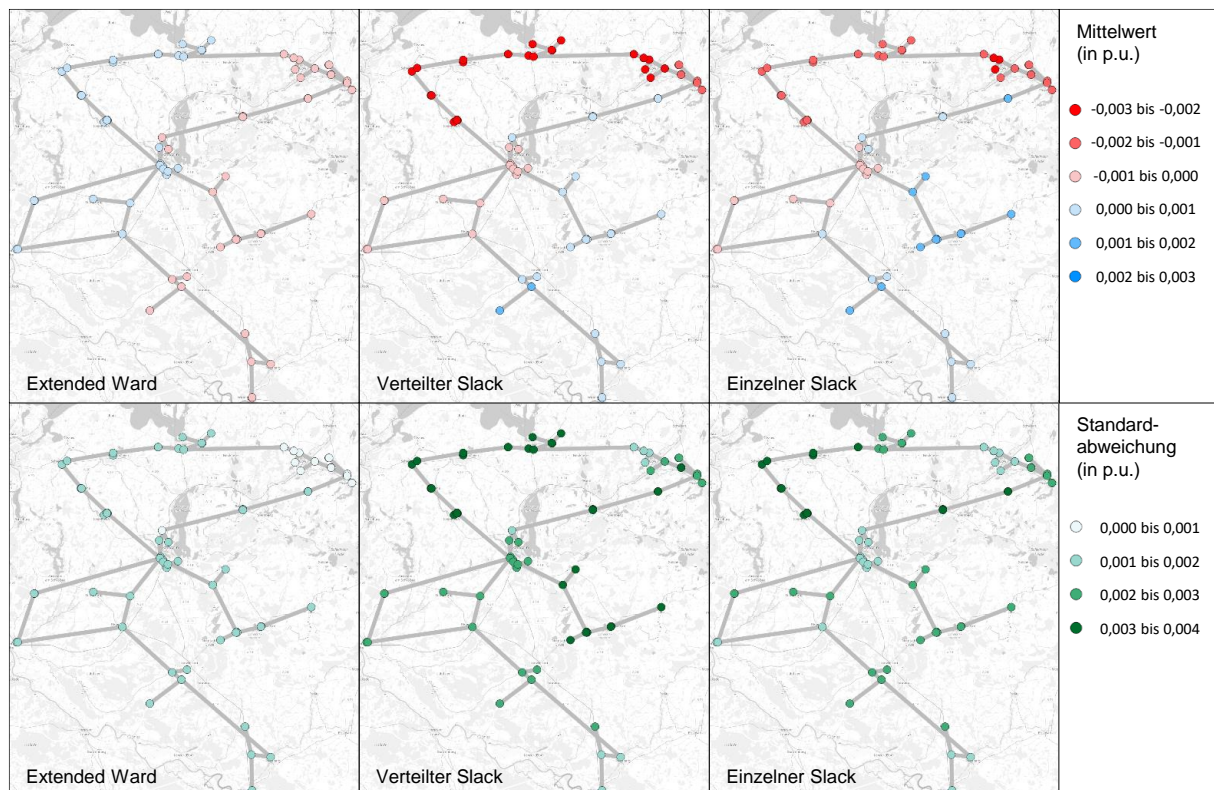 Extended Ward
Verteilter Slack
Einzelner Slack
Mittelwert
(in p.u.)
-0,003 bis -0,002
-0,002 bis -0,001
-0,001 bis 0,000
0,000 bis 0,001
0,001 bis 0,002
0,002 bis 0,003
Extended Ward
Verteilter Slack
Einzelner Slack
Standard-
abweichung
(in p.u.)
0,000 bis 0,001
0,001 bis 0,002
0,002 bis 0,003
0,003 bis 0,004